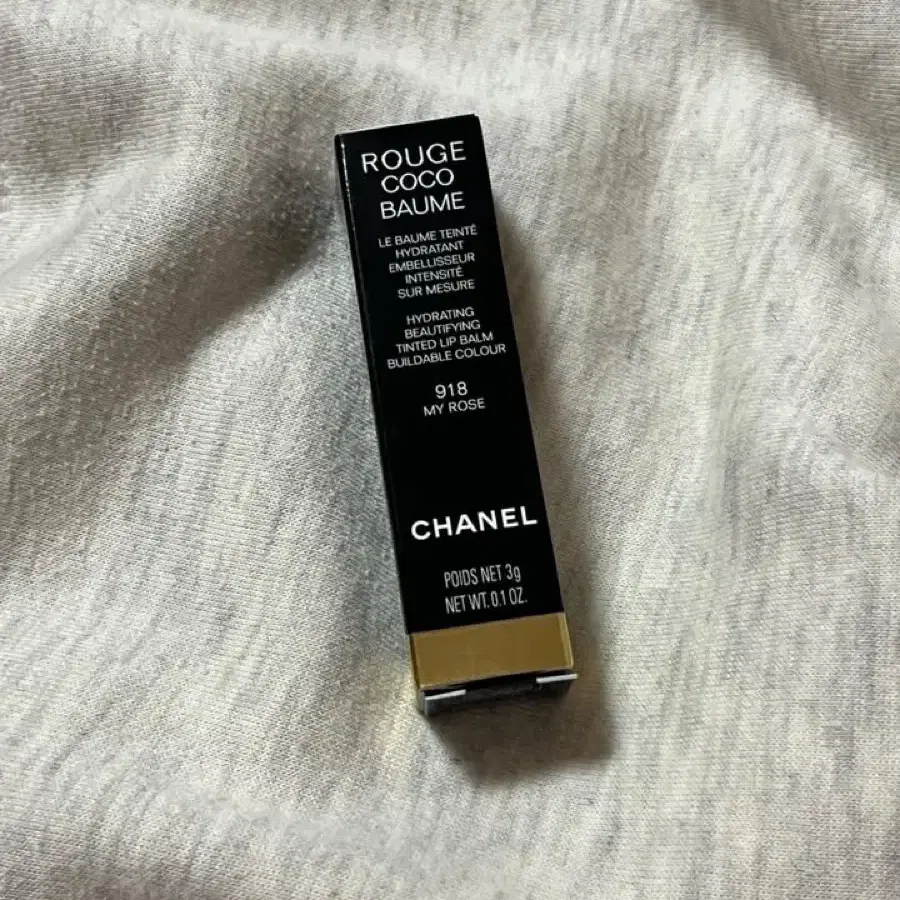 ROUGE
COCO
BAUME
LE BAUME TEINTÉ
HYDRATANT
EMBELLISSEUR
INTENSITÉ
SUR MESURE
HYDRATING
BEAUTIFYING
TINTED LIP BALM
BUILDABLE COLOUR
918
MY ROSE
CHANEL
POIDS NET 3g
NET WT. 0.1 OZ.